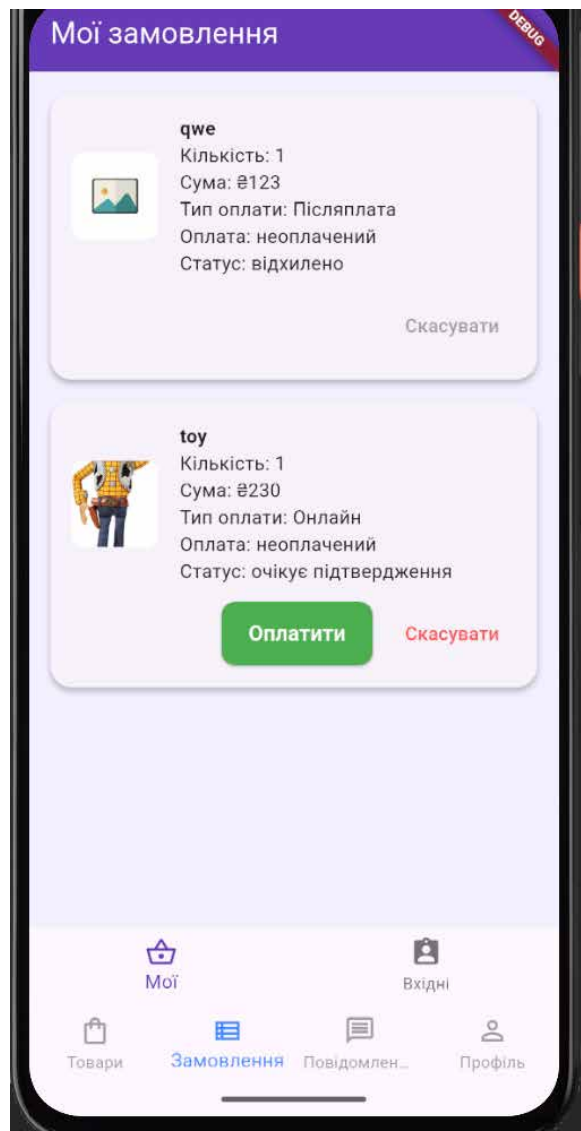 Мої замовлення
DEBUG
qwe
Кількість: 1
Сума: ₴123
Тип оплати: Післяплата
Оплата: неоплачений
Статус: відхилено
Скасувати
toy
Кількість: 1
Сума: ₴230
Тип оплати: Онлайн
Оплата: неоплачений
Статус: очікує підтвердження
Оплатити Скасувати
Мої Вхідні
Товари Замовлення Повідомлен... Профіль